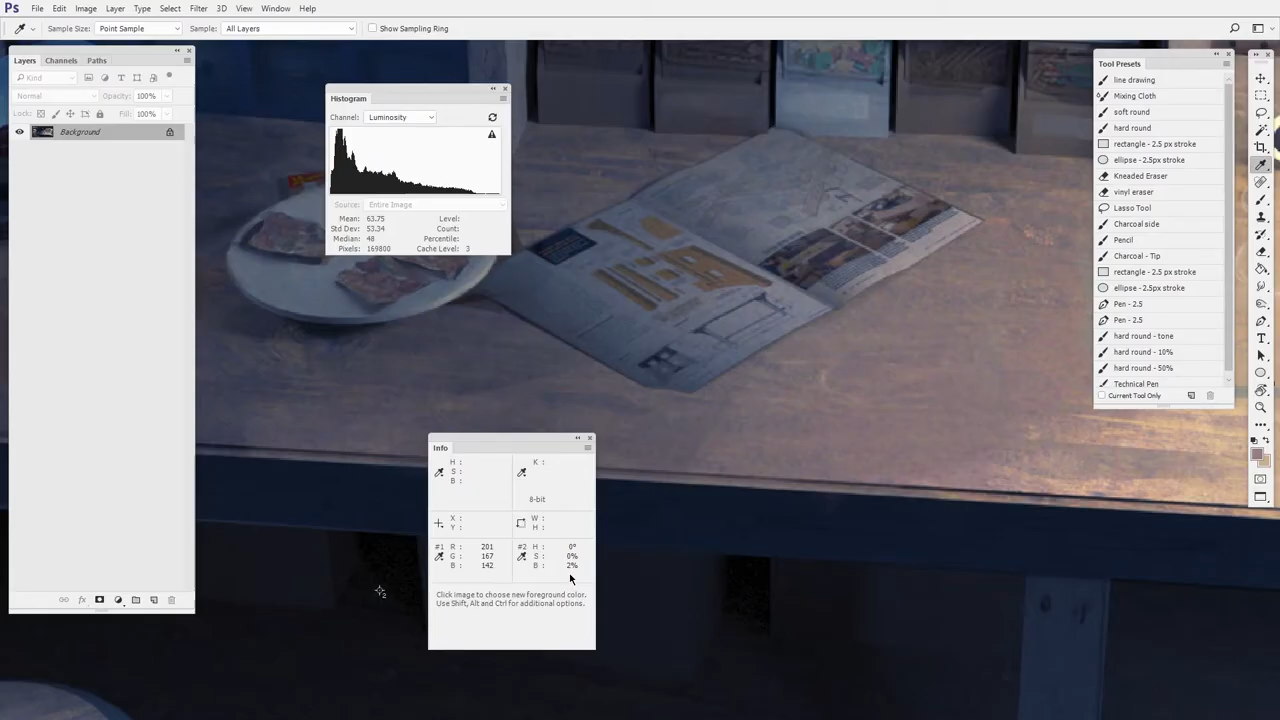 Ps File Edit Image Layer Type Select Filter 3D View Window Help
Sample Size: Point Sample Sample: All Layers Show Sampling Ring
Layers Channels Paths
Kind
Normal Opacity: 100%
Lock: Fill: 100%
Background
fx
Histogram
Channel: Luminosity
Source: Entire Image
Mean: 63.75 Level:
Std Dev: 53.34 Count:
Median: 48 Percentile:
Pixels: 169800 Cache Level: 3
Info
H : K :
S :
B :
8-bit
X : W :
Y : H :
#1 R : 201 #2 H : 0°
G : 167 S : 0%
B : 142 B : 2%
Click image to choose new foreground color.
Use Shift, Alt and Ctrl for additional options.
2
Tool Presets
line drawing
Mixing Cloth
soft round
hard round
rectangle - 2.5 px stroke
ellipse - 2.5px stroke
Kneaded Eraser
vinyl eraser
Lasso Tool
Charcoal side
Pencil
Charcoal - Tip
rectangle - 2.5 px stroke
ellipse - 2.5px stroke
Pen - 2.5
Pen - 2.5
hard round - tone
hard round - 10%
hard round - 50%
Technical Pen
Current Tool Only